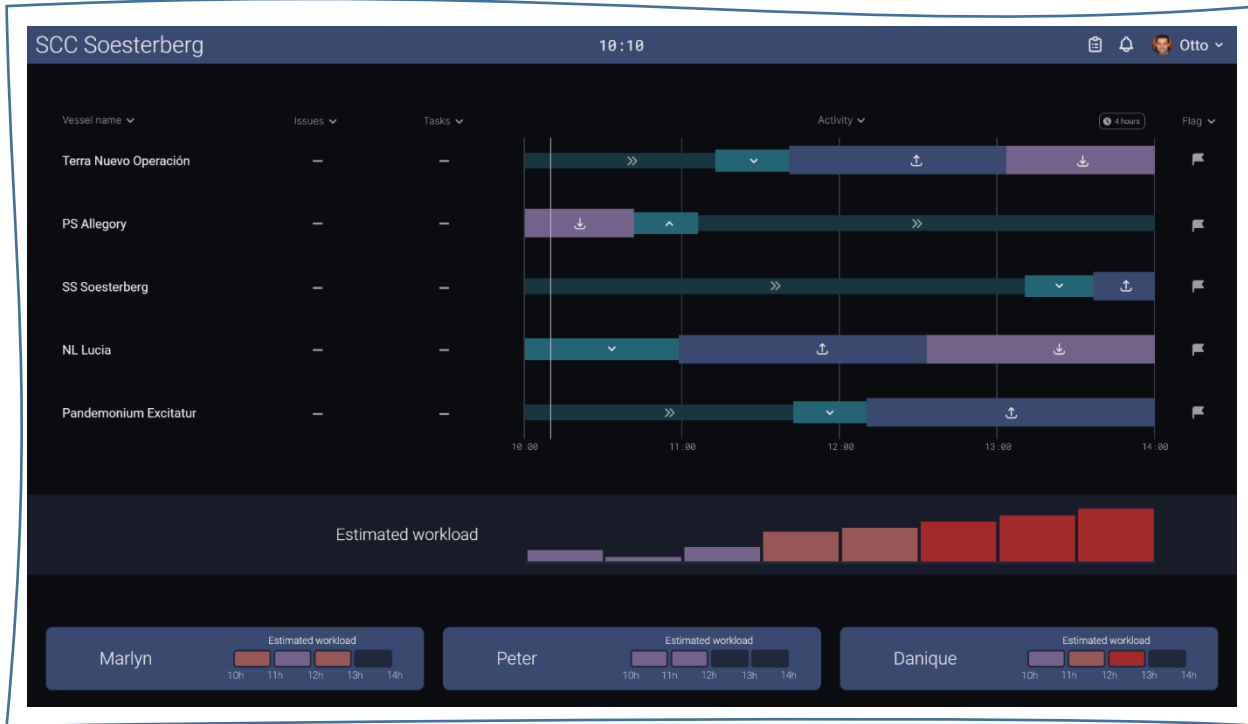 SCC Soesterberg 10:10 Otto
Vessel name Issues Tasks Activity 4 hours Flag
Terra Nuevo Operación – –
PS Allegory – –
SS Soesterberg – –
NL Lucia – –
Pandemonium Excitatur – –
10:00 11:00 12:00 13:00 14:00
Estimated workload
Marlyn
Estimated workload
10h 11h 12h 13h 14h
Peter
Estimated workload
10h 11h 12h 13h 14h
Danique
Estimated workload
10h 11h 12h 13h 14h